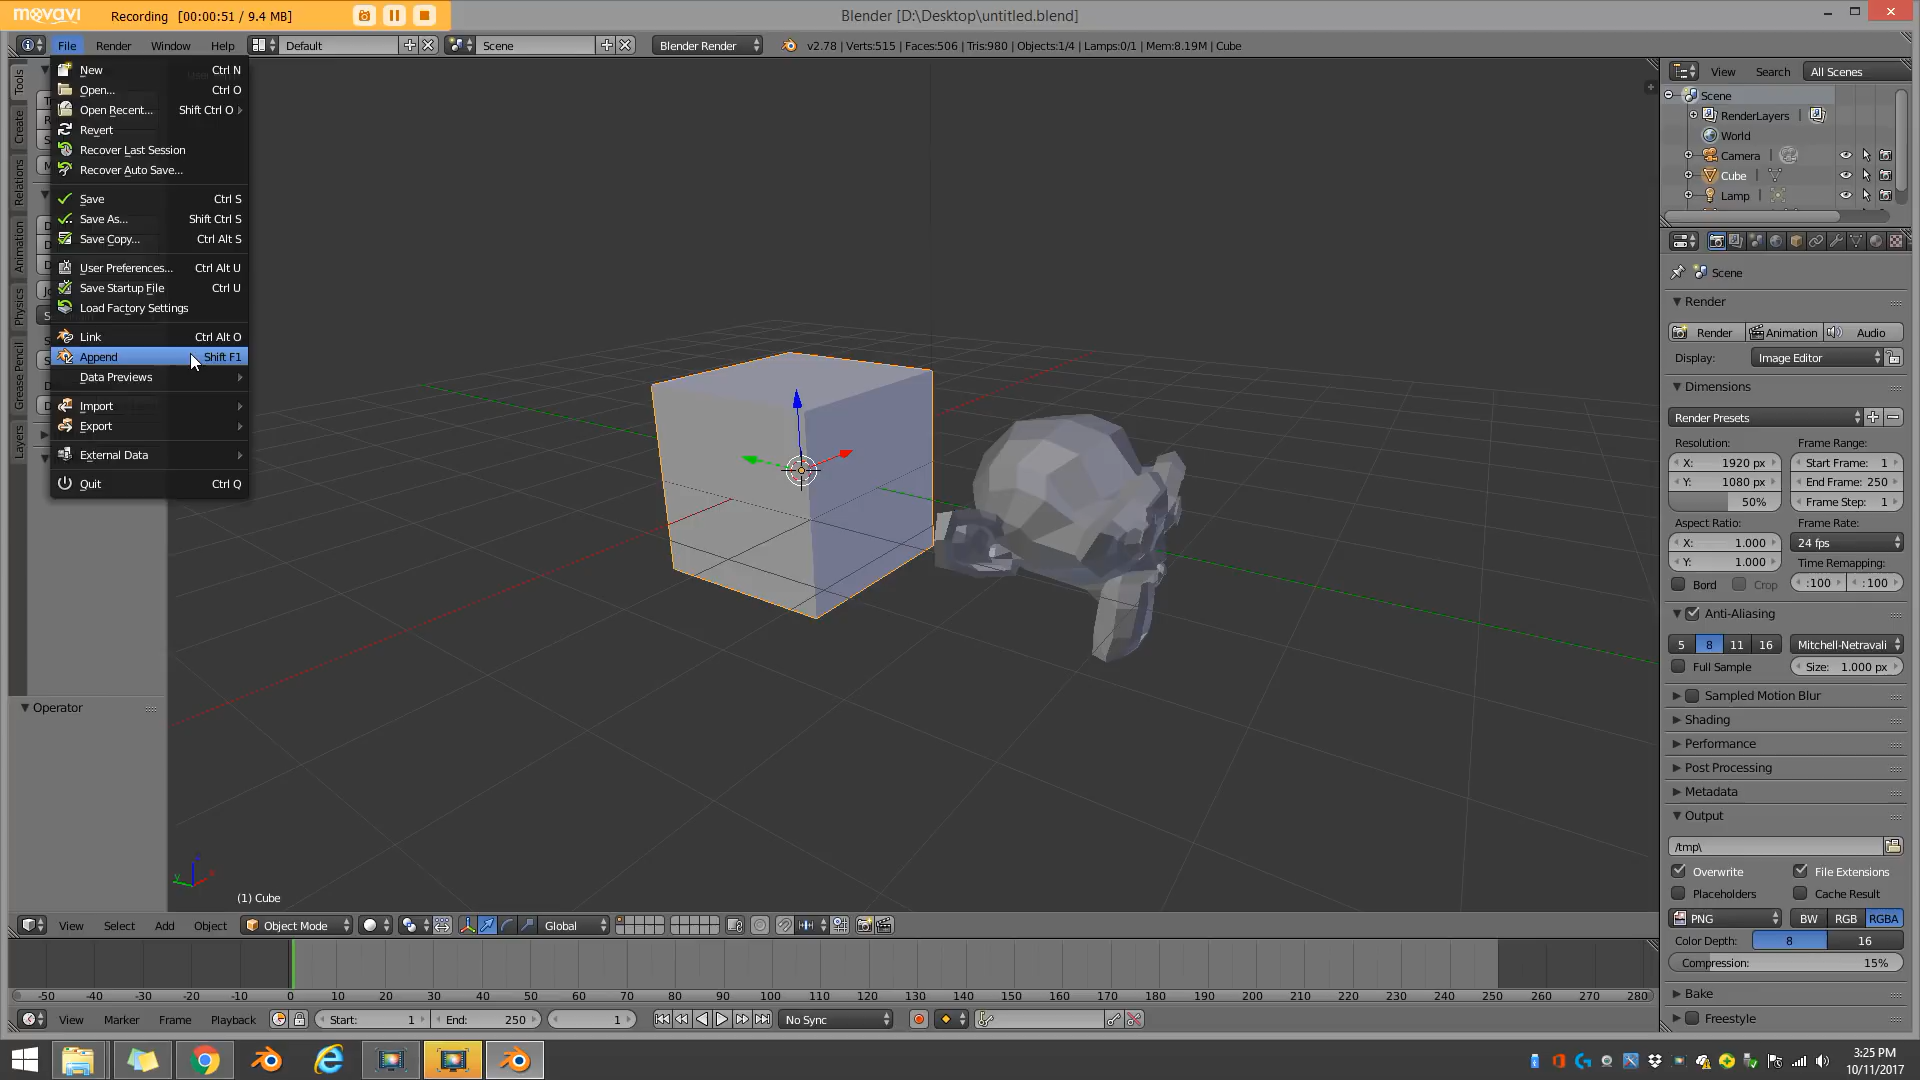 movavi
Recording [00:00:51 / 9.4 MB]
Blender [D:\Desktop\untitled.blend]
File
Render
Window
Help
Default
Scene
Blender Render
v2.78 | Verts:515 | Faces:506 | Tris:980 | Objects:1/4 | Lamps:0/1 | Mem:8.19M | Cube
New Ctrl N
Open... Ctrl O
Open Recent... Shift Ctrl O
Revert
Recover Last Session
Recover Auto Save...
Save Ctrl S
Save As... Shift Ctrl S
Save Copy... Ctrl Alt S
User Preferences... Ctrl Alt U
Save Startup File Ctrl U
Load Factory Settings
Link Ctrl Alt O
Append Shift F1
Data Previews
Import
Export
External Data
Quit Ctrl Q
Tools
Create
Relations
Animation
Physics
Grease Pencil
Layers
Operator
(1) Cube
View Search All Scenes
Scene
RenderLayers
World
Camera
Cube
Lamp
Scene
Render
Render Animation Audio
Display: Image Editor
Dimensions
Render Presets
Resolution: Frame Range:
X: 1920 px Start Frame: 1
Y: 1080 px End Frame: 250
50% Frame Step: 1
Aspect Ratio: Frame Rate:
X: 1.000 24 fps
Y: 1.000 Time Remapping:
Bord Crop :100 :100
Anti-Aliasing
5 8 11 16 Mitchell-Netravali
Full Sample Size: 1.000 px
Sampled Motion Blur
Shading
Performance
Post Processing
Metadata
Output
/tmp\
Overwrite File Extensions
Placeholders Cache Result
PNG BW RGB RGBA
Color Depth: 8 16
Compression: 15%
Bake
Freestyle
View Select Add Object Object Mode Global
-50 -40 -30 -20 -10 0 10 20 30 40 50 60 70 80 90 100 110 120 130 140 150 160 170 180 190 200 210 220 230 240 250 260 270 280
View Marker Frame Playback Start: 1 End: 250 1 No Sync
3:25 PM
10/11/2017